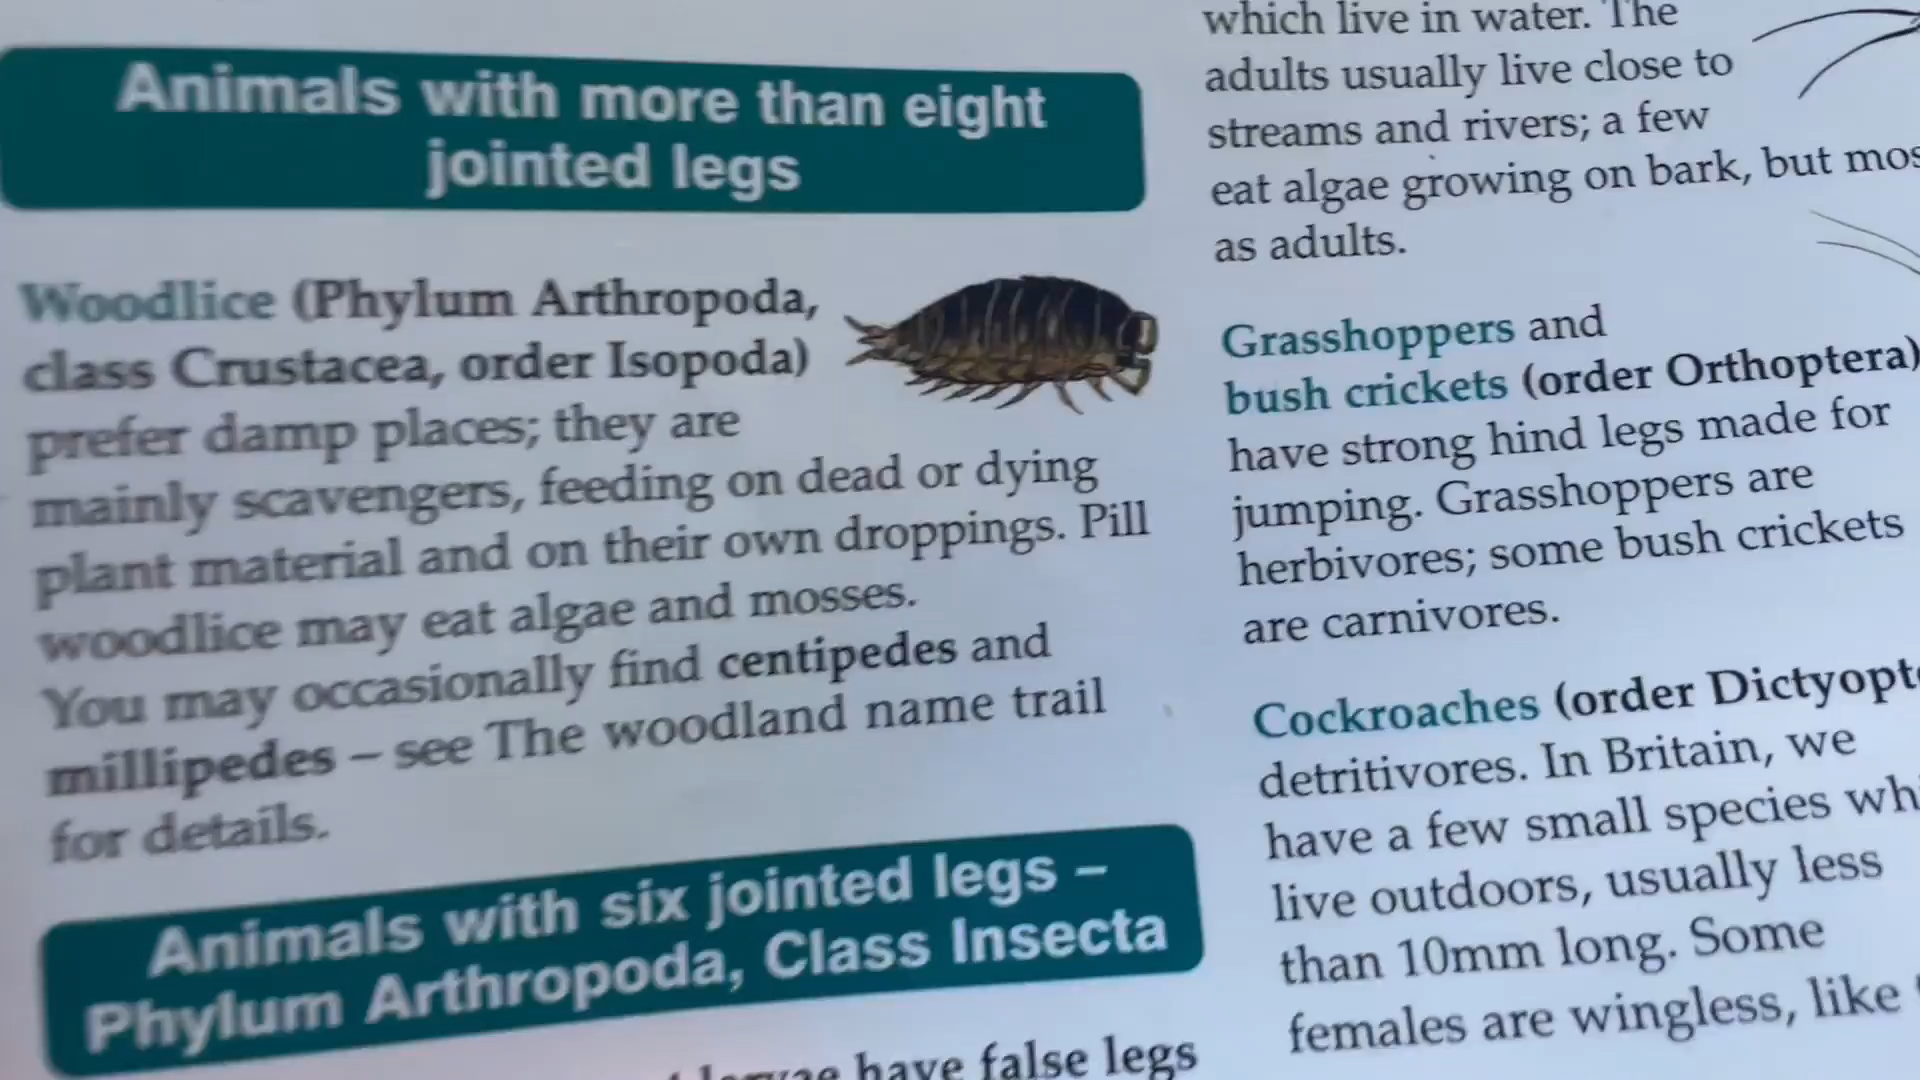 Animals with more than eight
jointed legs
Woodlice (Phylum Arthropoda,
class Crustacea, order Isopoda)
prefer damp places; they are
mainly scavengers, feeding on dead or dying
plant material and on their own droppings. Pill
woodlice may eat algae and mosses.
You may occasionally find centipedes and
millipedes – see The woodland name trail
for details.
Animals with six jointed legs –
Phylum Arthropoda, Class Insecta
have false legs
which live in water. The
adults usually live close to
streams and rivers; a few
eat algae growing on bark, but mos
as adults.
Grasshoppers and
bush crickets (order Orthoptera)
have strong hind legs made for
jumping. Grasshoppers are
herbivores; some bush crickets
are carnivores.
Cockroaches (order Dictyopt
detritivores. In Britain, we
have a few small species wh
live outdoors, usually less
than 10mm long. Some
females are wingless, like